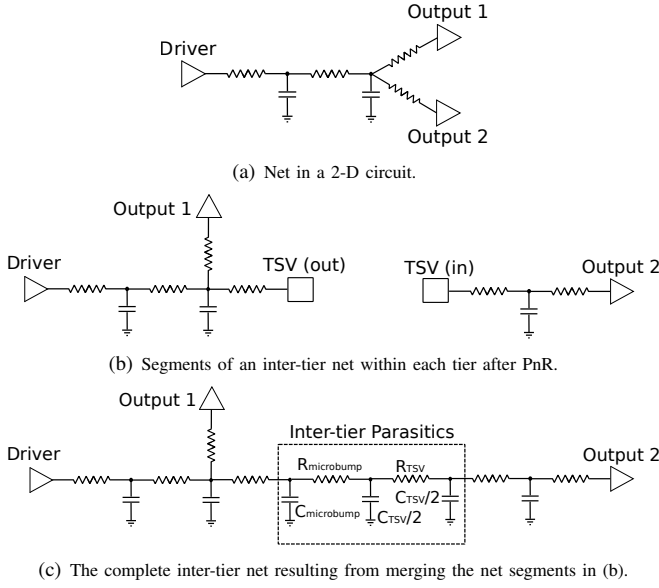 Output 1
Driver
Output 2
(a) Net in a 2-D circuit.
Output 1
Driver
TSV (out)
TSV (in)
Output 2
(b) Segments of an inter-tier net within each tier after PnR.
Output 1
Inter-tier Parasitics
Driver
Output 2
Rmicrobump
RTSV
Cmicrobump
CTSV/2
CTSV/2
(c) The complete inter-tier net resulting from merging the net segments in (b).